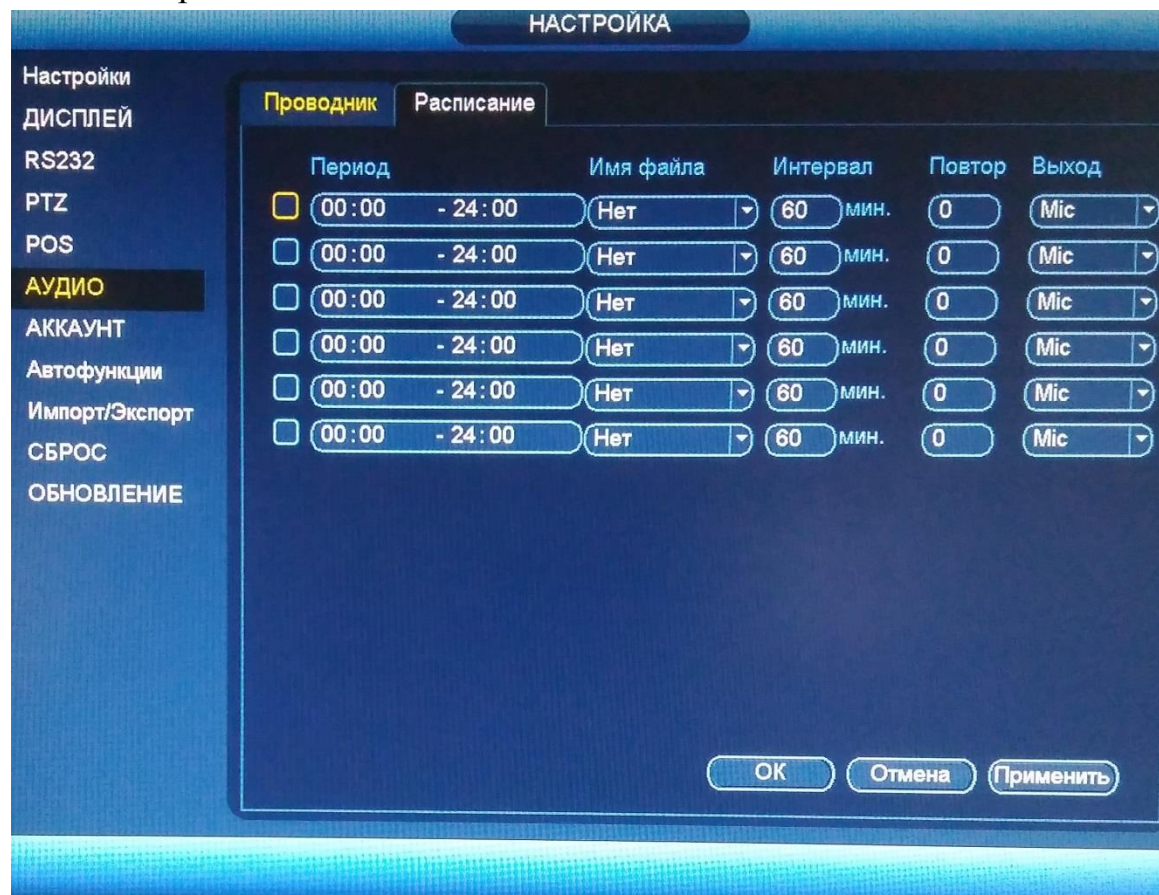 НАСТРОЙКА
Настройки
ДИСПЛЕЙ
RS232
PTZ
POS
АУДИО
АККАУНТ
Автофункции
Импорт/Экспорт
СБРОС
ОБНОВЛЕНИЕ
Проводник Расписание
Период Имя файла Интервал Повтор Выход
00:00 - 24:00 Нет 60 мин. 0 Mic
00:00 - 24:00 Нет 60 мин. 0 Mic
00:00 - 24:00 Нет 60 мин. 0 Mic
00:00 - 24:00 Нет 60 мин. 0 Mic
00:00 - 24:00 Нет 60 мин. 0 Mic
00:00 - 24:00 Нет 60 мин. 0 Mic
ОК Отмена Применить